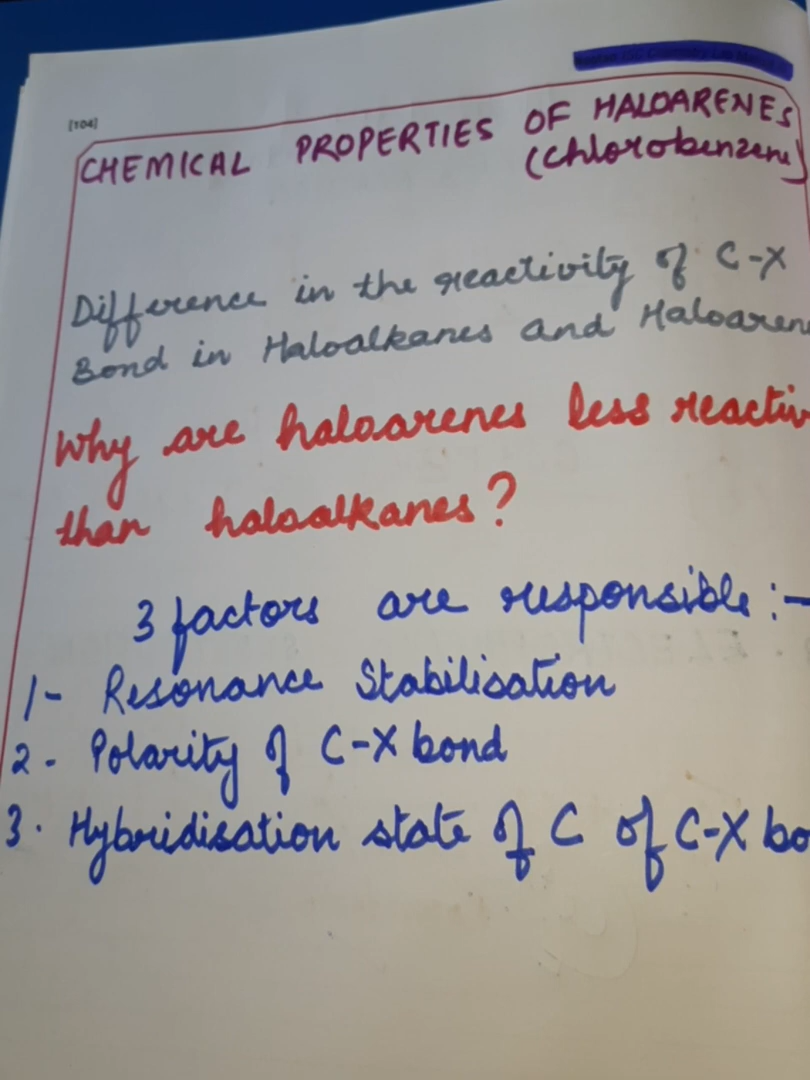 [104]
CHEMICAL PROPERTIES OF HALOARENES
(Chlorobenzene)
Difference in the reactivity of C-X
Bond in Haloalkanes and Haloaren
Why are haloarenes less reactiv
than haloalkanes?
3 factors are responsible:-
1- Resonance Stabilisation
2- Polarity of C-X bond
3. Hybridisation state of C of C-X bo